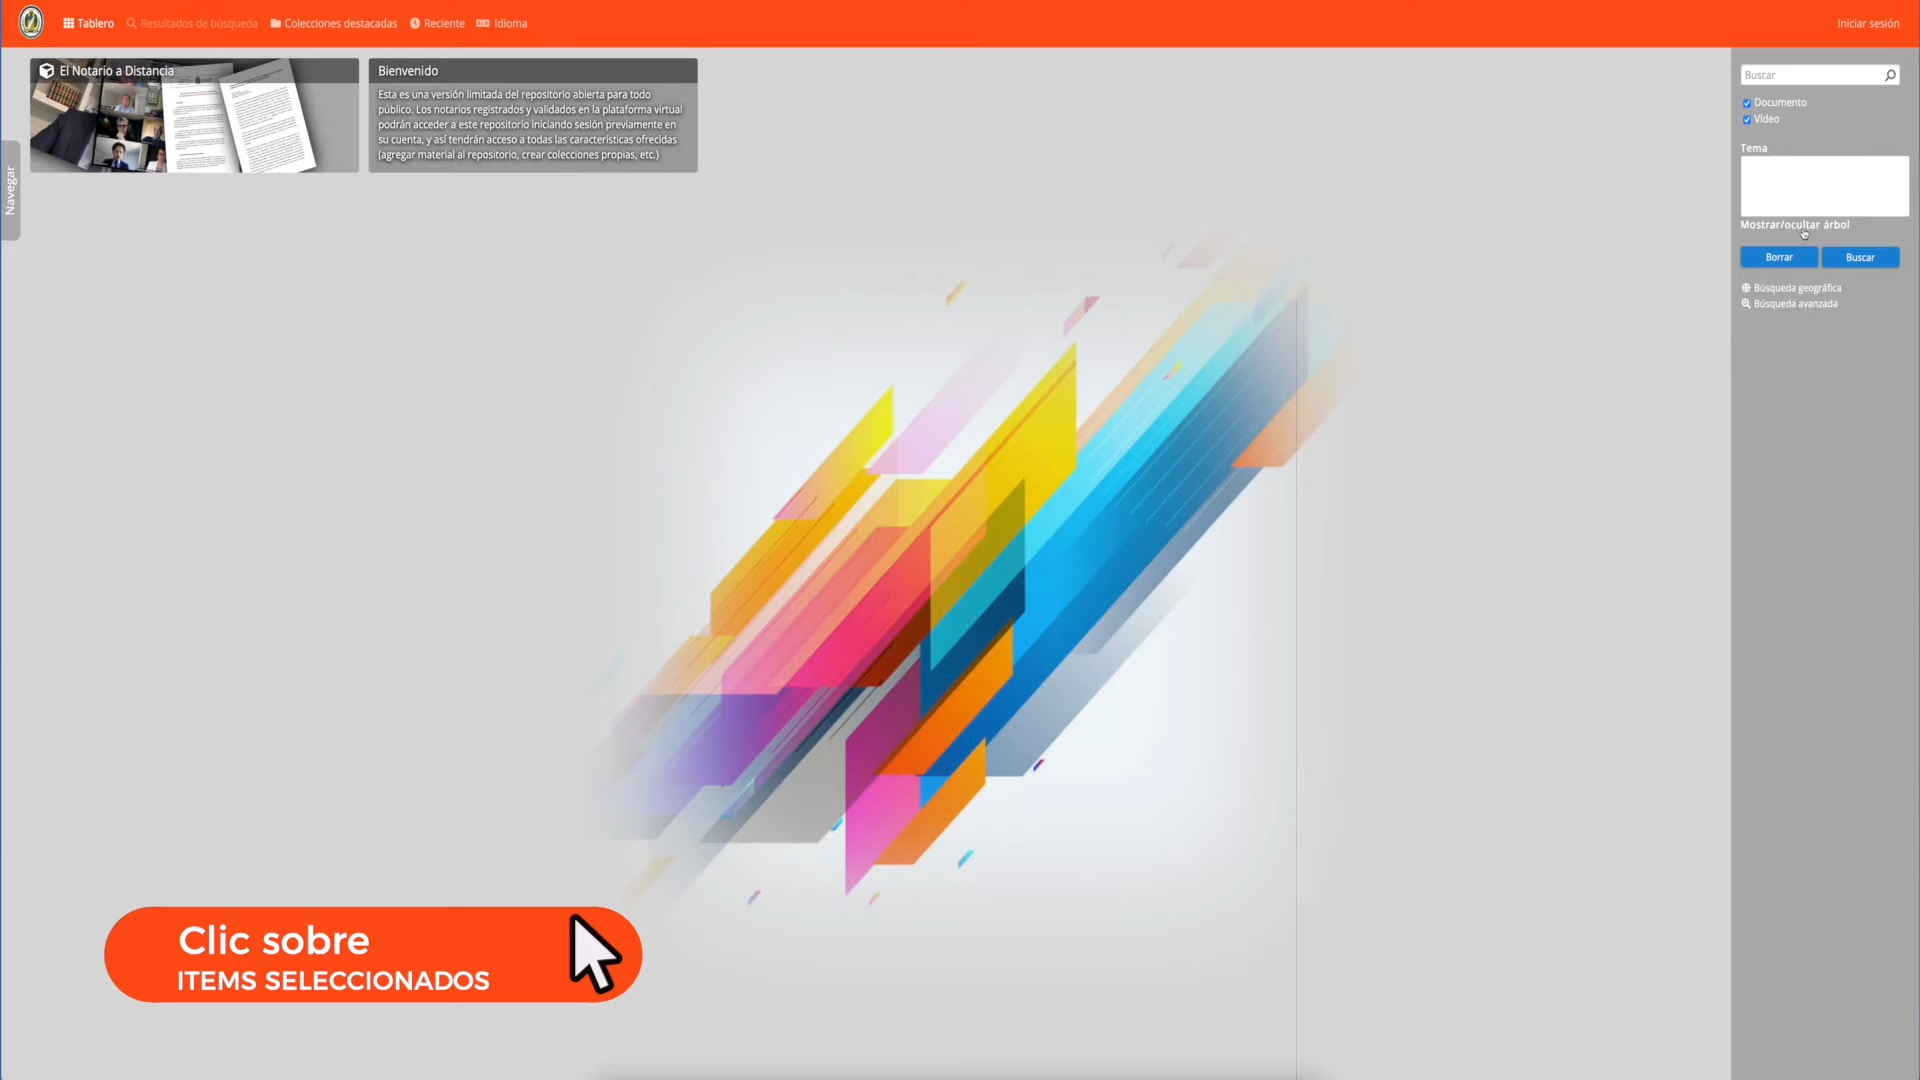 Tablero
Resultados de búsqueda
Colecciones destacadas
Reciente
Idioma
Iniciar sesión
El Notario a Distancia
Bienvenido
Esta es una versión limitada del repositorio abierta para todo
público. Los notarios registrados y validados en la plataforma virtual
podrán acceder a este repositorio iniciando sesión previamente en
su cuenta, y así tendrán acceso a todas las características ofrecidas
(agregar material al repositorio, crear colecciones propias, etc.)
Navegar
Buscar
Documento
Vídeo
Tema
Mostrar/ocultar árbol
Borrar
Buscar
Búsqueda geográfica
Búsqueda avanzada
Clic sobre
ITEMS SELECCIONADOS